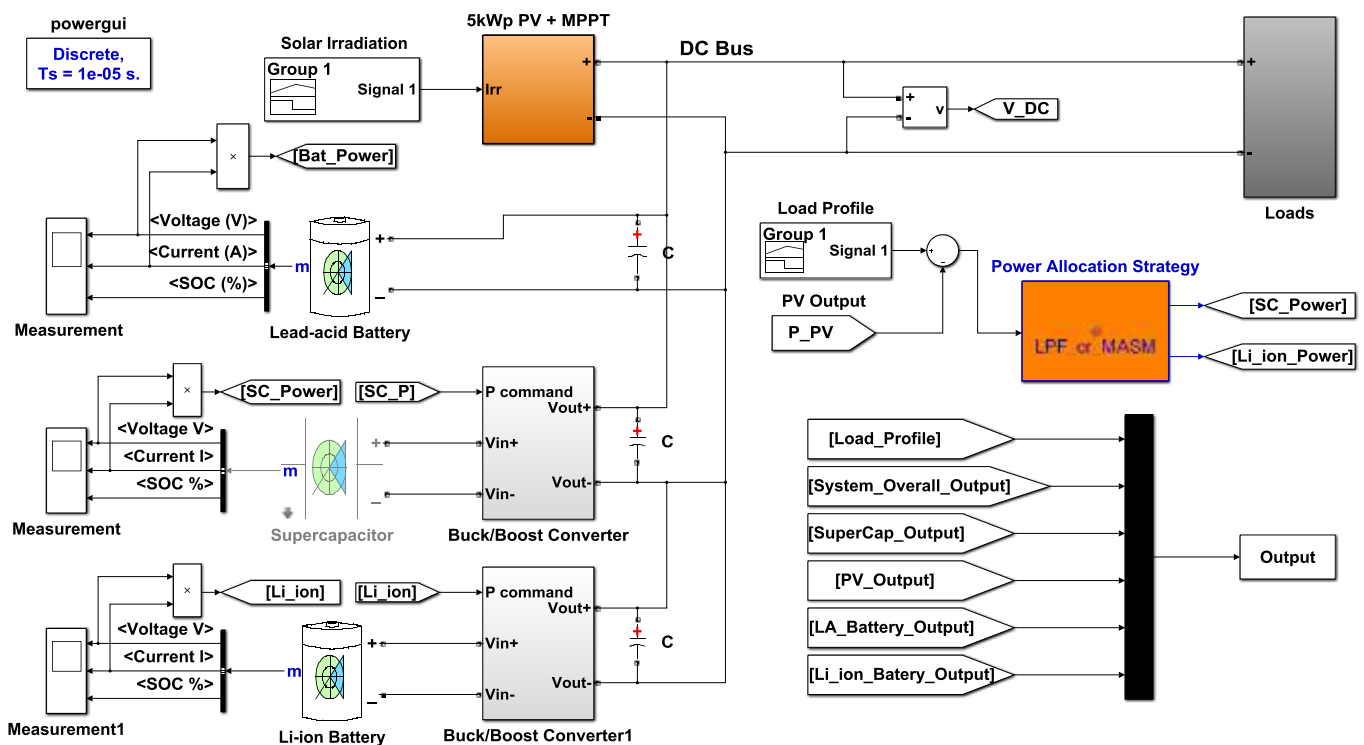 powergui
Discrete,
Ts = 1e-05 s.
Solar Irradiation
Group 1
Signal 1
5kWp PV + MPPT
Irr
+
-
DC Bus
+
-
v
V_DC
+
-
Loads
×
[Bat_Power]
<Voltage (V)>
<Current (A)>
<SOC (%)>
m
+
_
Measurement
Lead-acid Battery
+
C
Load Profile
Group 1
Signal 1
+
-
PV Output
P_PV
Power Allocation Strategy
LPF_or_MASM
[SC_Power]
[Li_ion_Power]
×
[SC_Power]
[SC_P]
P command
Vout+
Vin+
Vin-
Vout-
<Voltage V>
<Current I>
<SOC %>
m
+
_
+
C
Measurement
Supercapacitor
Buck/Boost Converter
×
[Li_ion]
[Li_ion]
P command
Vout+
Vin+
Vin-
Vout-
<Voltage V>
<Current I>
<SOC %>
m
+
_
+
C
Measurement1
Li-ion Battery
Buck/Boost Converter1
[Load_Profile]
[System_Overall_Output]
[SuperCap_Output]
[PV_Output]
[LA_Battery_Output]
[Li_ion_Batery_Output]
Output